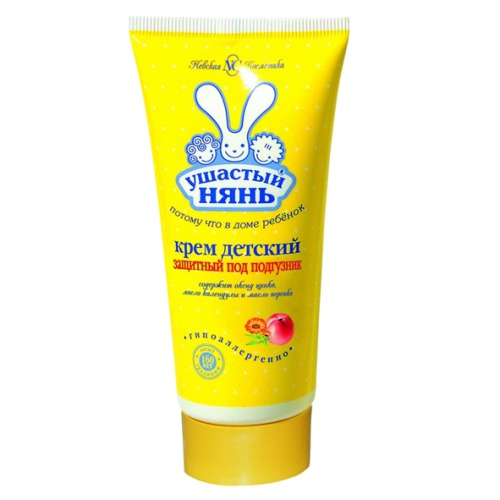 Невская НК Косметика
УШАСТЫЙ
НЯНЬ
потому что в доме ребёнок
крем детский
защитный под подгузник
содержит оксид цинка,
масло календулы и масло персика
гипоаллергенно